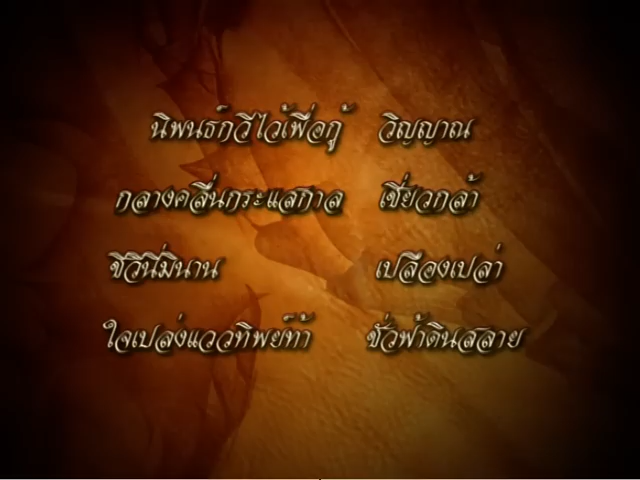 นิพนธ์กวีไว้เพื่อกู้ วิญญาณ
กลางคลื่นกระแสกาล เชี่ยวกล้า
ชีวีนี่มินาน เปลืองเปล่า
ใจเปล่งแววทิพย์ท้า ชั่วฟ้าดินสลาย